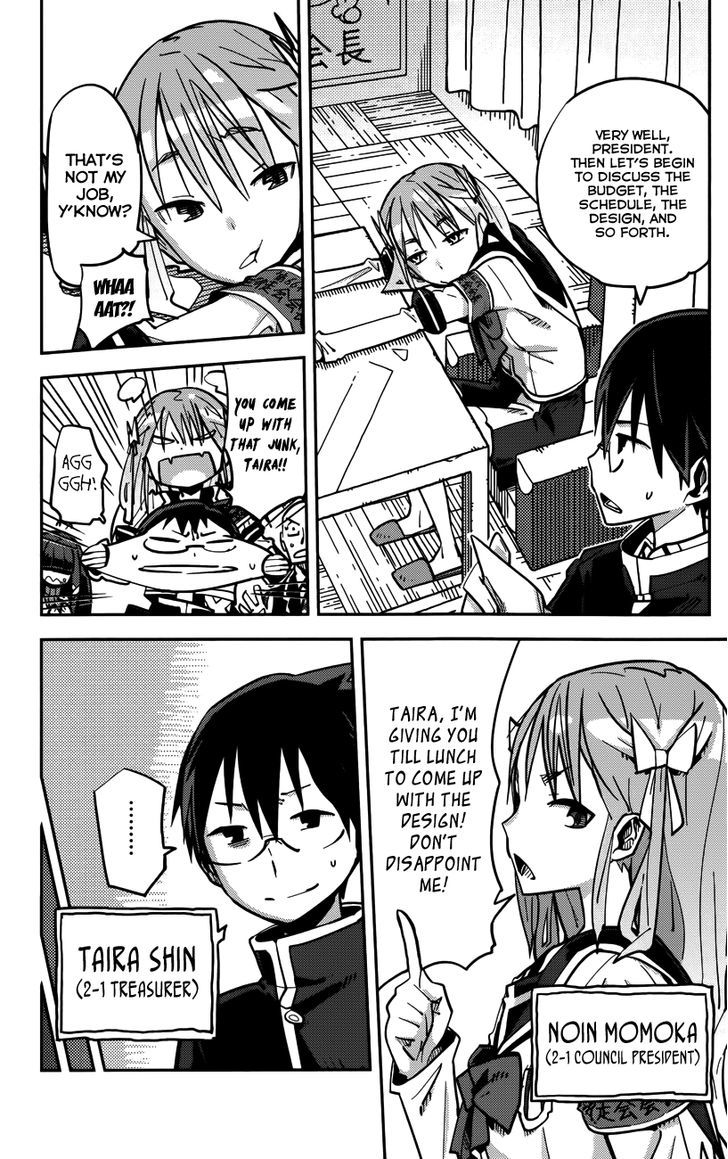 会長
VERY WELL,
PRESIDENT.
THEN LET'S BEGIN
TO DISCUSS THE
BUDGET, THE
SCHEDULE, THE
DESIGN, AND
SO FORTH.
THAT'S
NOT MY
JOB,
Y'KNOW?
WHAA
AAT?!
YOU COME
UP WITH
THAT JUNK,
TAIRA!!
AGG
GGH!
TAIRA, I'M
GIVING YOU
TILL LUNCH
TO COME UP
WITH THE
DESIGN!
DON'T
DISAPPOINT
ME!
NOIN MOMOKA
(2-1 COUNCIL PRESIDENT)
徒会会
........
TAIRA SHIN
(2-1 TREASURER)